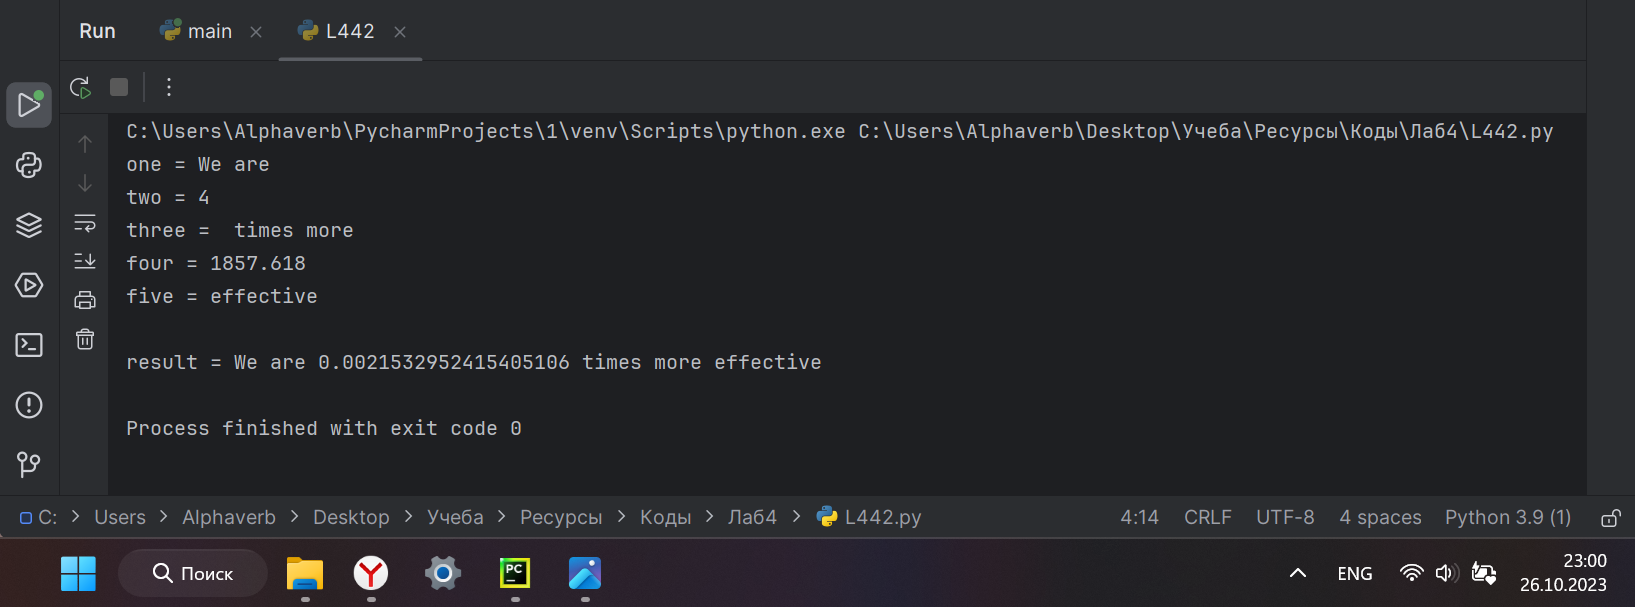 Run main L442
C:\Users\Alphaverb\PycharmProjects\1\venv\Scripts\python.exe C:\Users\Alphaverb\Desktop\Учеба\Ресурсы\Коды\Лаб4\L442.py
one = We are
two = 4
three =  times more
four = 1857.618
five = effective
result = We are 0.0021532952415405106 times more effective
Process finished with exit code 0
C: > Users > Alphaverb > Desktop > Учеба > Ресурсы > Коды > Лаб4 > L442.py 4:14 CRLF UTF-8 4 spaces Python 3.9 (1)
Поиск PC ENG 23:00
26.10.2023